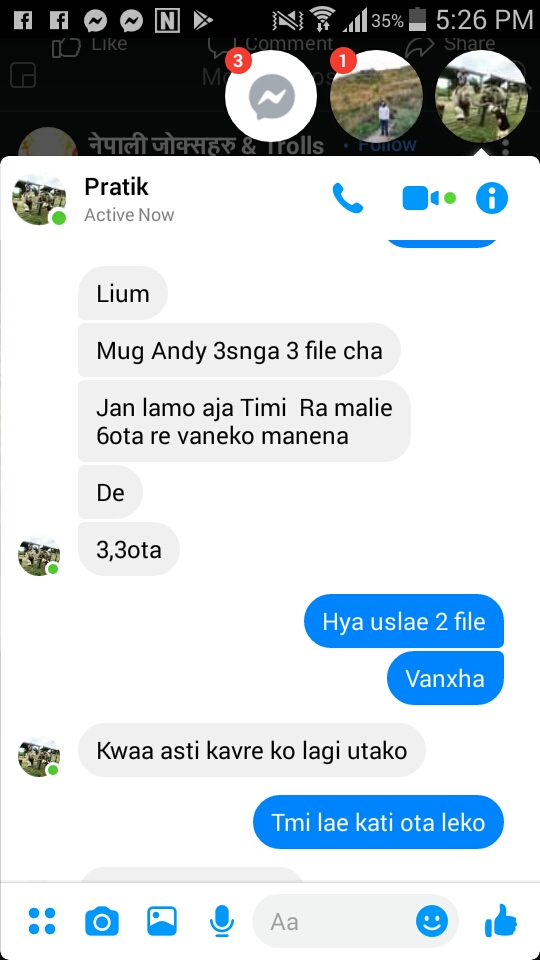 35% 5:26 PM
Like Comment Share
3
1
नेपाली जोक्सहरु & Trolls • Follow
Pratik
Active Now
Lium
Mug Andy 3snga 3 file cha
Jan lamo aja Timi Ra malie
6ota re vaneko manena
De
3,3ota
Hya uslae 2 file
Vanxha
Kwaa asti kavre ko lagi utako
Tmi lae kati ota leko
Aa